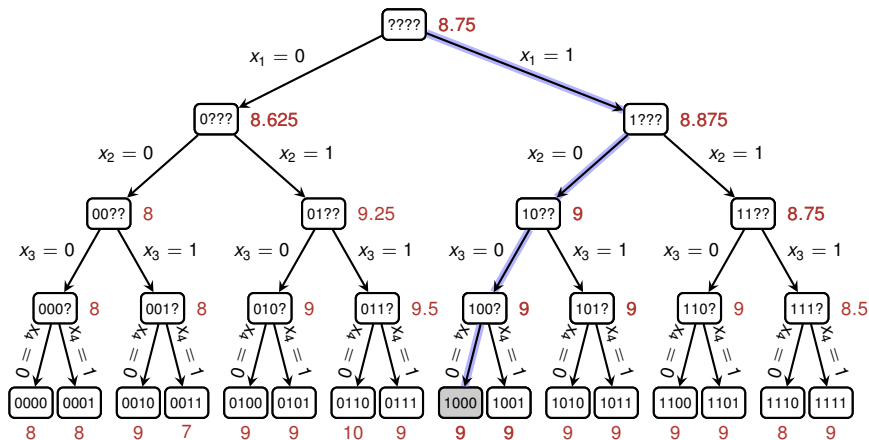 ???? 8.75
x₁ = 0 x₁ = 1
0??? 8.625 1??? 8.875
x₂ = 0 x₂ = 1 x₂ = 0 x₂ = 1
00?? 8 01?? 9.25 10?? 9 11?? 8.75
x₃ = 0 x₃ = 1 x₃ = 0 x₃ = 1 x₃ = 0 x₃ = 1 x₃ = 0 x₃ = 1
000? 8 001? 8 010? 9 011? 9.5 100? 9 101? 9 110? 9 111? 8.5
x₄ = 0 x₄ = 1 x₄ = 0 x₄ = 1 x₄ = 0 x₄ = 1 x₄ = 0 x₄ = 1 x₄ = 0 x₄ = 1 x₄ = 0 x₄ = 1 x₄ = 0 x₄ = 1 x₄ = 0 x₄ = 1
0000 0001 0010 0011 0100 0101 0110 0111 1000 1001 1010 1011 1100 1101 1110 1111
8 8 9 7 9 9 10 9 9 9 9 9 9 9 8 9